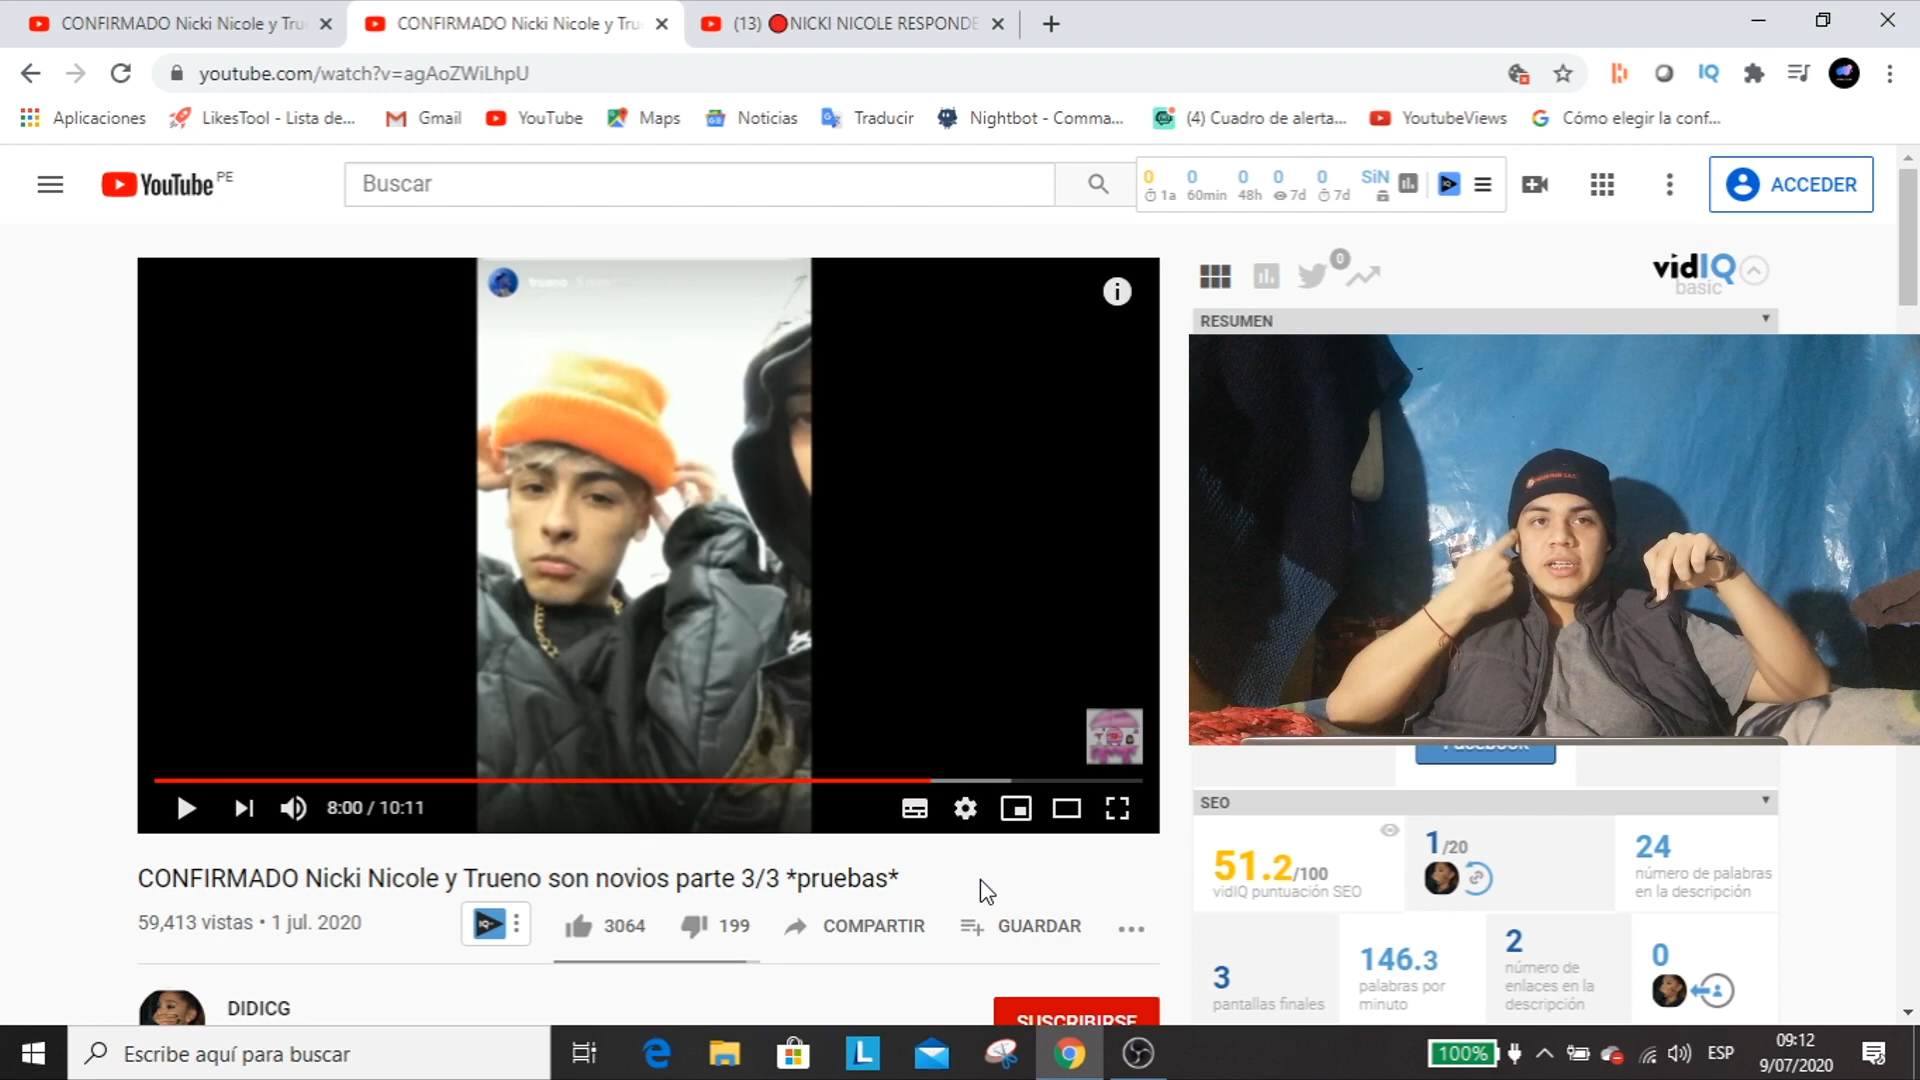 CONFIRMADO Nicki Nicole y Tru
CONFIRMADO Nicki Nicole y Tru
(13) 🔴NICKI NICOLE RESPONDE
youtube.com/watch?v=agAoZWiLhpU
IQ
Aplicaciones
LikesTool - Lista de...
Gmail
YouTube
Maps
Noticias
Traducir
Nightbot - Comma...
(4) Cuadro de alerta...
YoutubeViews
Cómo elegir la conf...
YouTube PE
Buscar
0 0 0 0 0 SiN
1a 60min 48h 7d 7d
ACCEDER
trueno 5 min
0
vidIQ
basic
RESUMEN
Facebook
8:00 / 10:11
SEO
51.2/100
vidIQ puntuación SEO
1/20
24
número de palabras
en la descripción
CONFIRMADO Nicki Nicole y Trueno son novios parte 3/3 *pruebas*
59,413 vistas • 1 jul. 2020
3064
199
COMPARTIR
GUARDAR
3
pantallas finales
146.3
palabras por
minuto
2
número de
enlaces en la
descripción
0
DIDICG
SUSCRIBIRSE
Escribe aquí para buscar
L
100%
ESP
09:12
9/07/2020